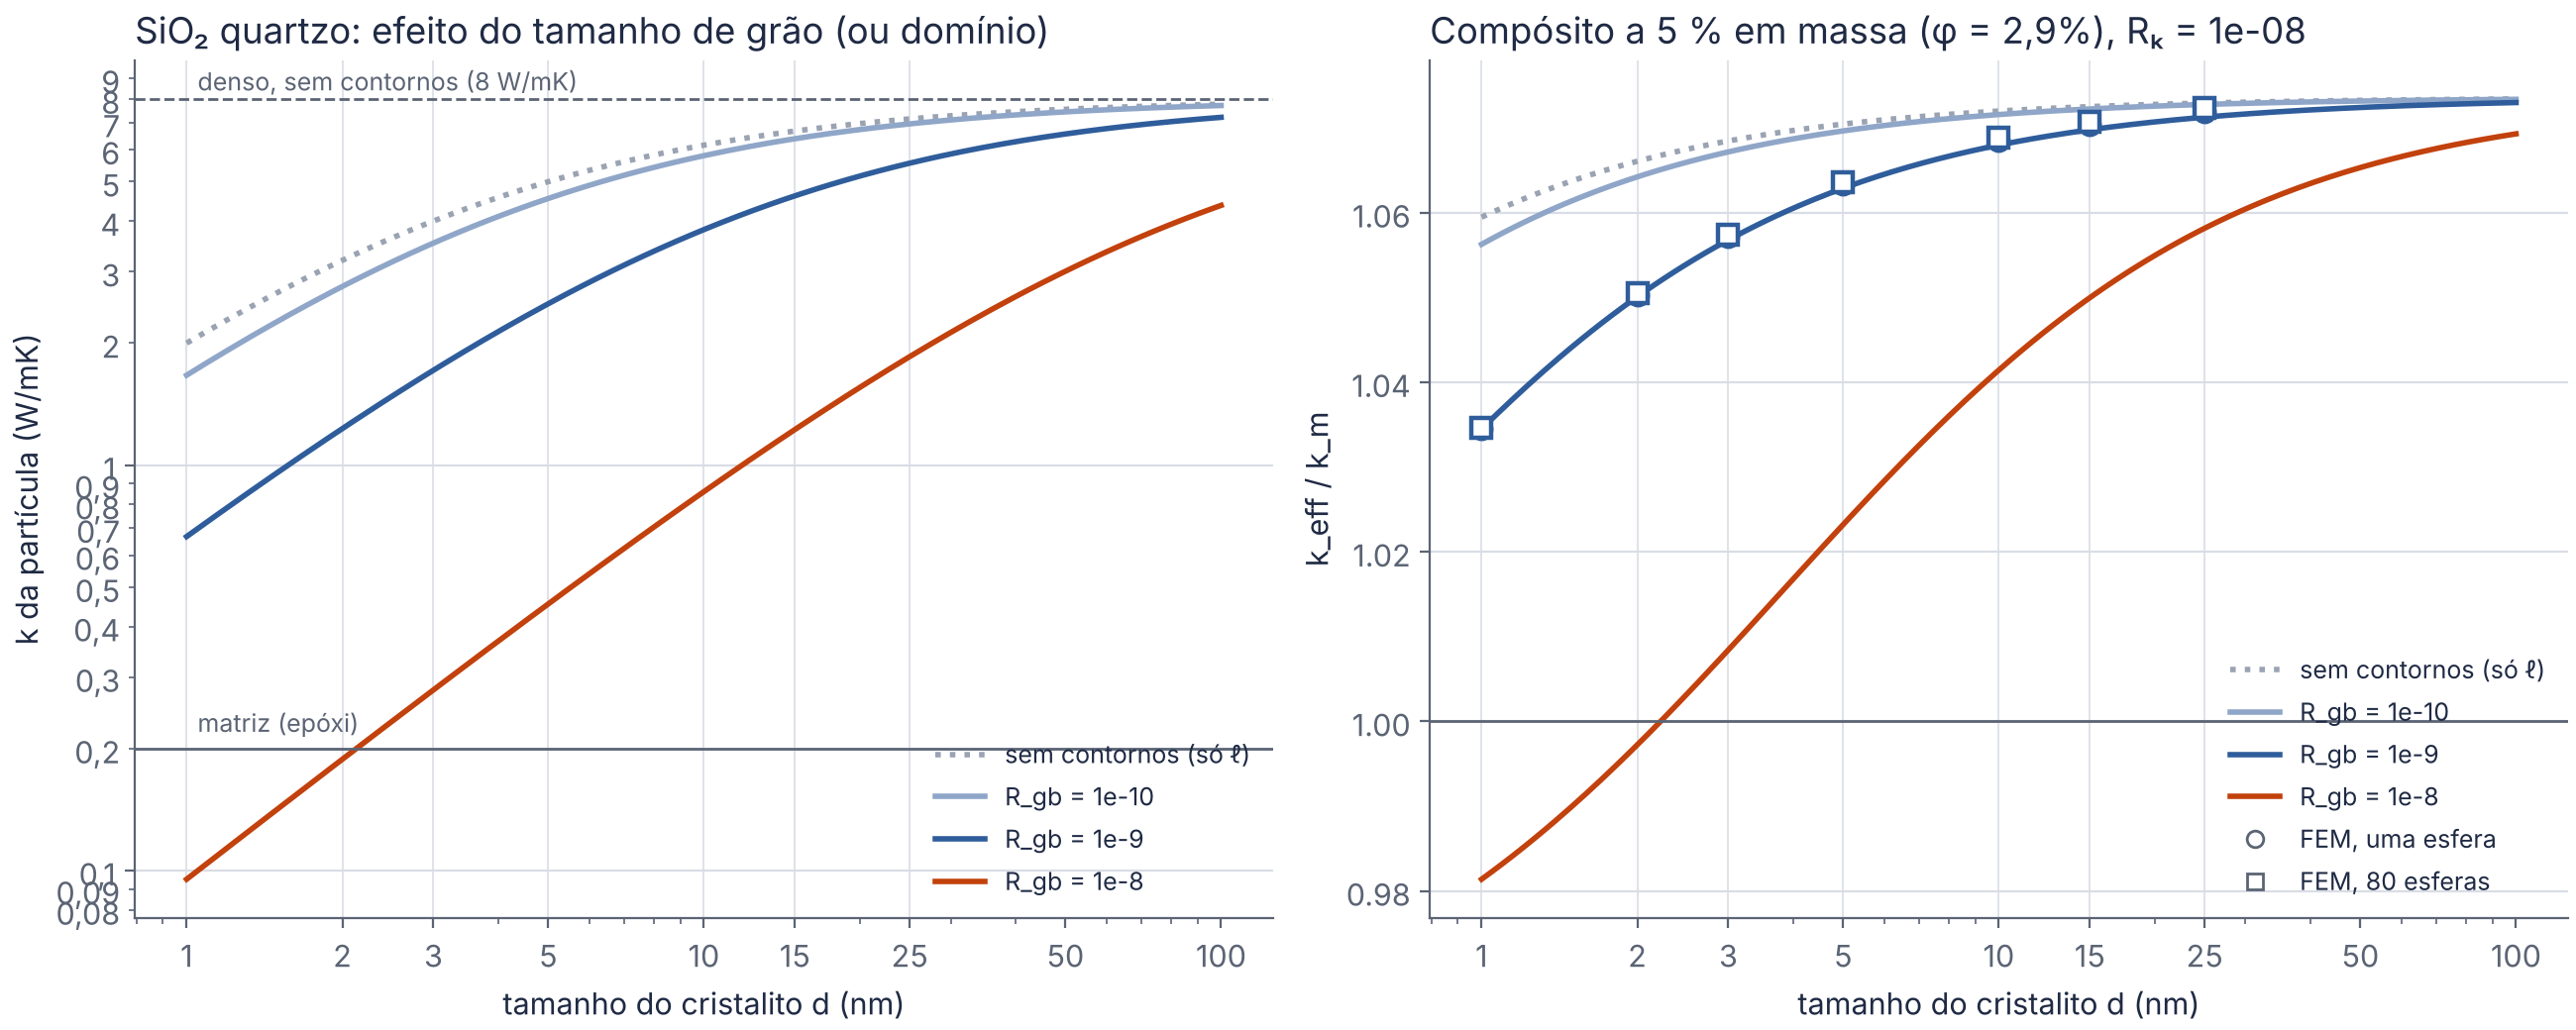 SiO₂ quartzo: efeito do tamanho de grão (ou domínio)
denso, sem contornos (8 W/mK)
9
8
7
6
5
4
3
2
1
0,9
0,8
0,7
0,6
0,5
0,4
0,3
0,2
0,1
0,09
0,08
k da partícula (W/mK)
matriz (epóxi)
sem contornos (só ℓ)
R_gb = 1e-10
R_gb = 1e-9
R_gb = 1e-8
1 2 3 5 10 15 25 50 100
tamanho do cristalito d (nm)
Compósito a 5 % em massa (φ = 2,9%), Rₖ = 1e-08
1.06
1.04
1.02
1.00
0.98
k_eff / k_m
sem contornos (só ℓ)
R_gb = 1e-10
R_gb = 1e-9
R_gb = 1e-8
FEM, uma esfera
FEM, 80 esferas
1 2 3 5 10 15 25 50 100
tamanho do cristalito d (nm)